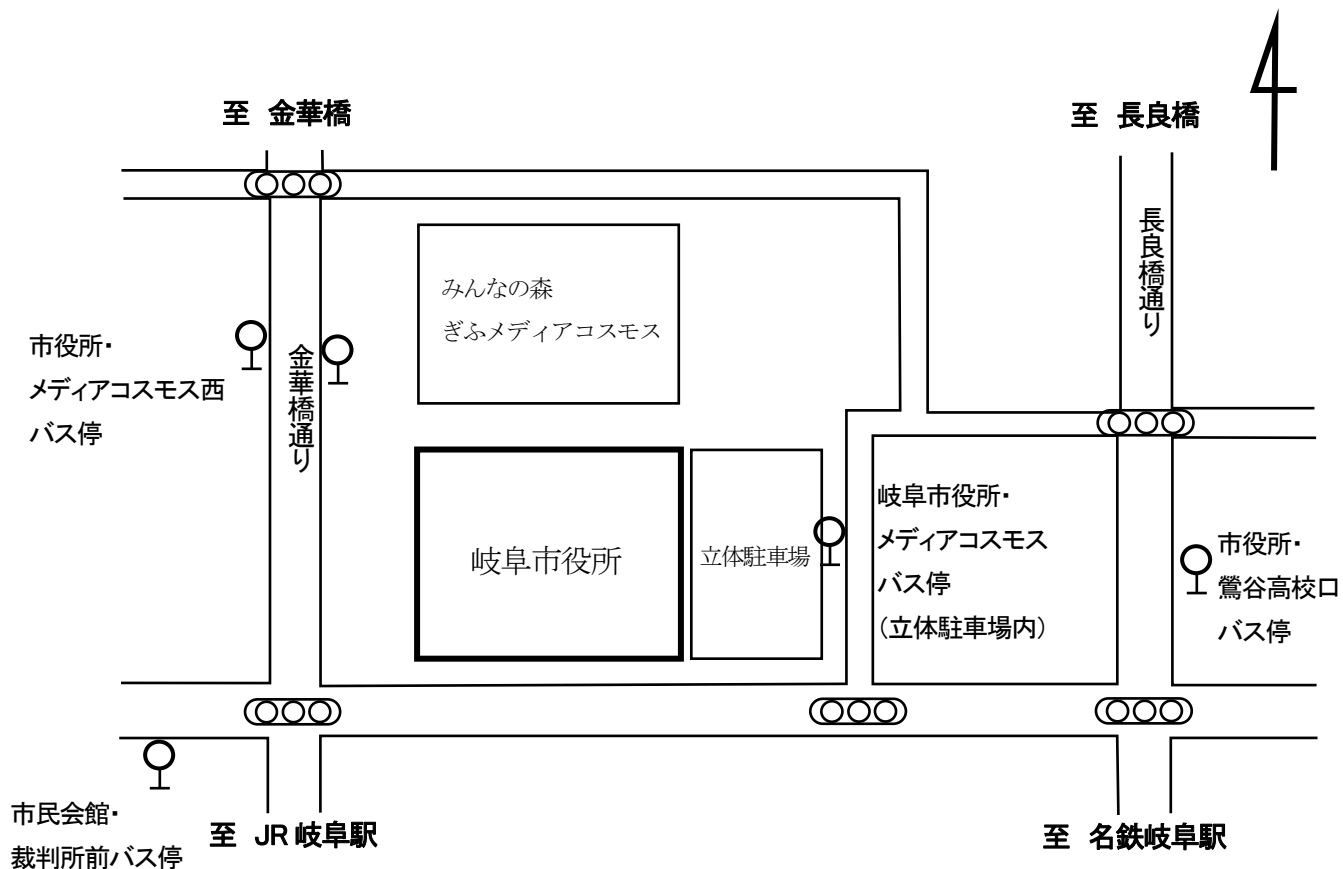 至 金華橋
至 長良橋
長良橋通り
みんなの森
ぎふメディアコスモス
市役所・
メディアコスモス西
バス停
金華橋通り
岐阜市役所
立体駐車場
岐阜市役所・
メディアコスモス
バス停
(立体駐車場内)
市役所・
鶯谷高校口
バス停
市民会館・
裁判所前バス停
至 JR岐阜駅
至 名鉄岐阜駅